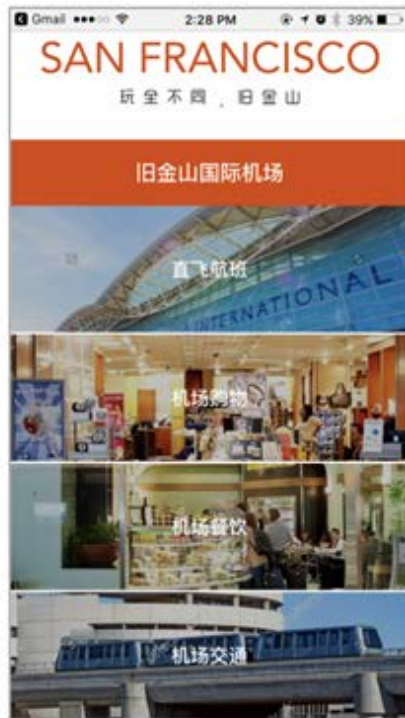 Gmail 2:28 PM 39%
SAN FRANCISCO
玩全不同，旧金山
旧金山国际机场
直飞航班
INTERNATIONAL
机场购物
机场餐饮
机场交通